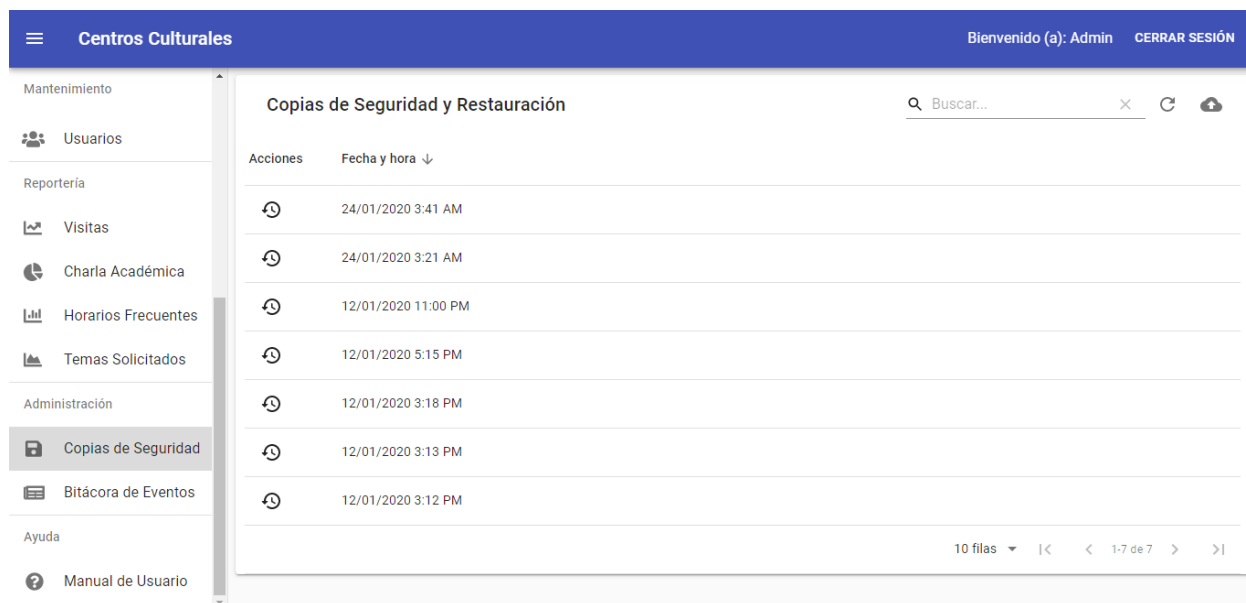 Centros Culturales
Bienvenido (a): Admin CERRAR SESIÓN
Mantenimiento
Usuarios
Reportería
Visitas
Charla Académica
Horarios Frecuentes
Temas Solicitados
Administración
Copias de Seguridad
Bitácora de Eventos
Ayuda
Manual de Usuario
Copias de Seguridad y Restauración
Buscar...
Acciones Fecha y hora
24/01/2020 3:41 AM
24/01/2020 3:21 AM
12/01/2020 11:00 PM
12/01/2020 5:15 PM
12/01/2020 3:18 PM
12/01/2020 3:13 PM
12/01/2020 3:12 PM
10 filas 1-7 de 7